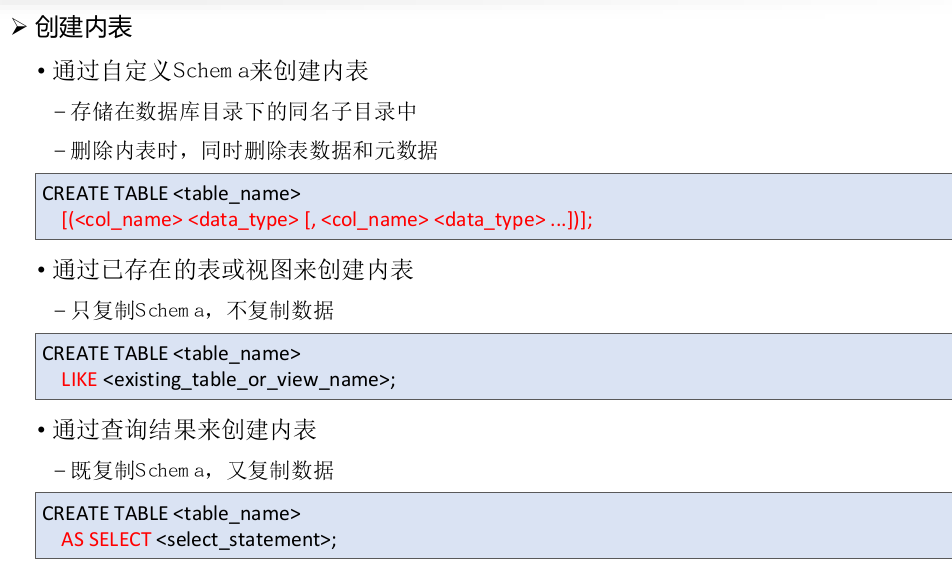 ➢ 创建内表
• 通过自定义Schema来创建内表
– 存储在数据库目录下的同名子目录中
– 删除内表时，同时删除表数据和元数据
CREATE TABLE <table_name>
[(<col_name> <data_type> [, <col_name> <data_type> ...])];
• 通过已存在的表或视图来创建内表
– 只复制Schema，不复制数据
CREATE TABLE <table_name>
LIKE <existing_table_or_view_name>;
• 通过查询结果来创建内表
– 既复制Schema，又复制数据
CREATE TABLE <table_name>
AS SELECT <select_statement>;